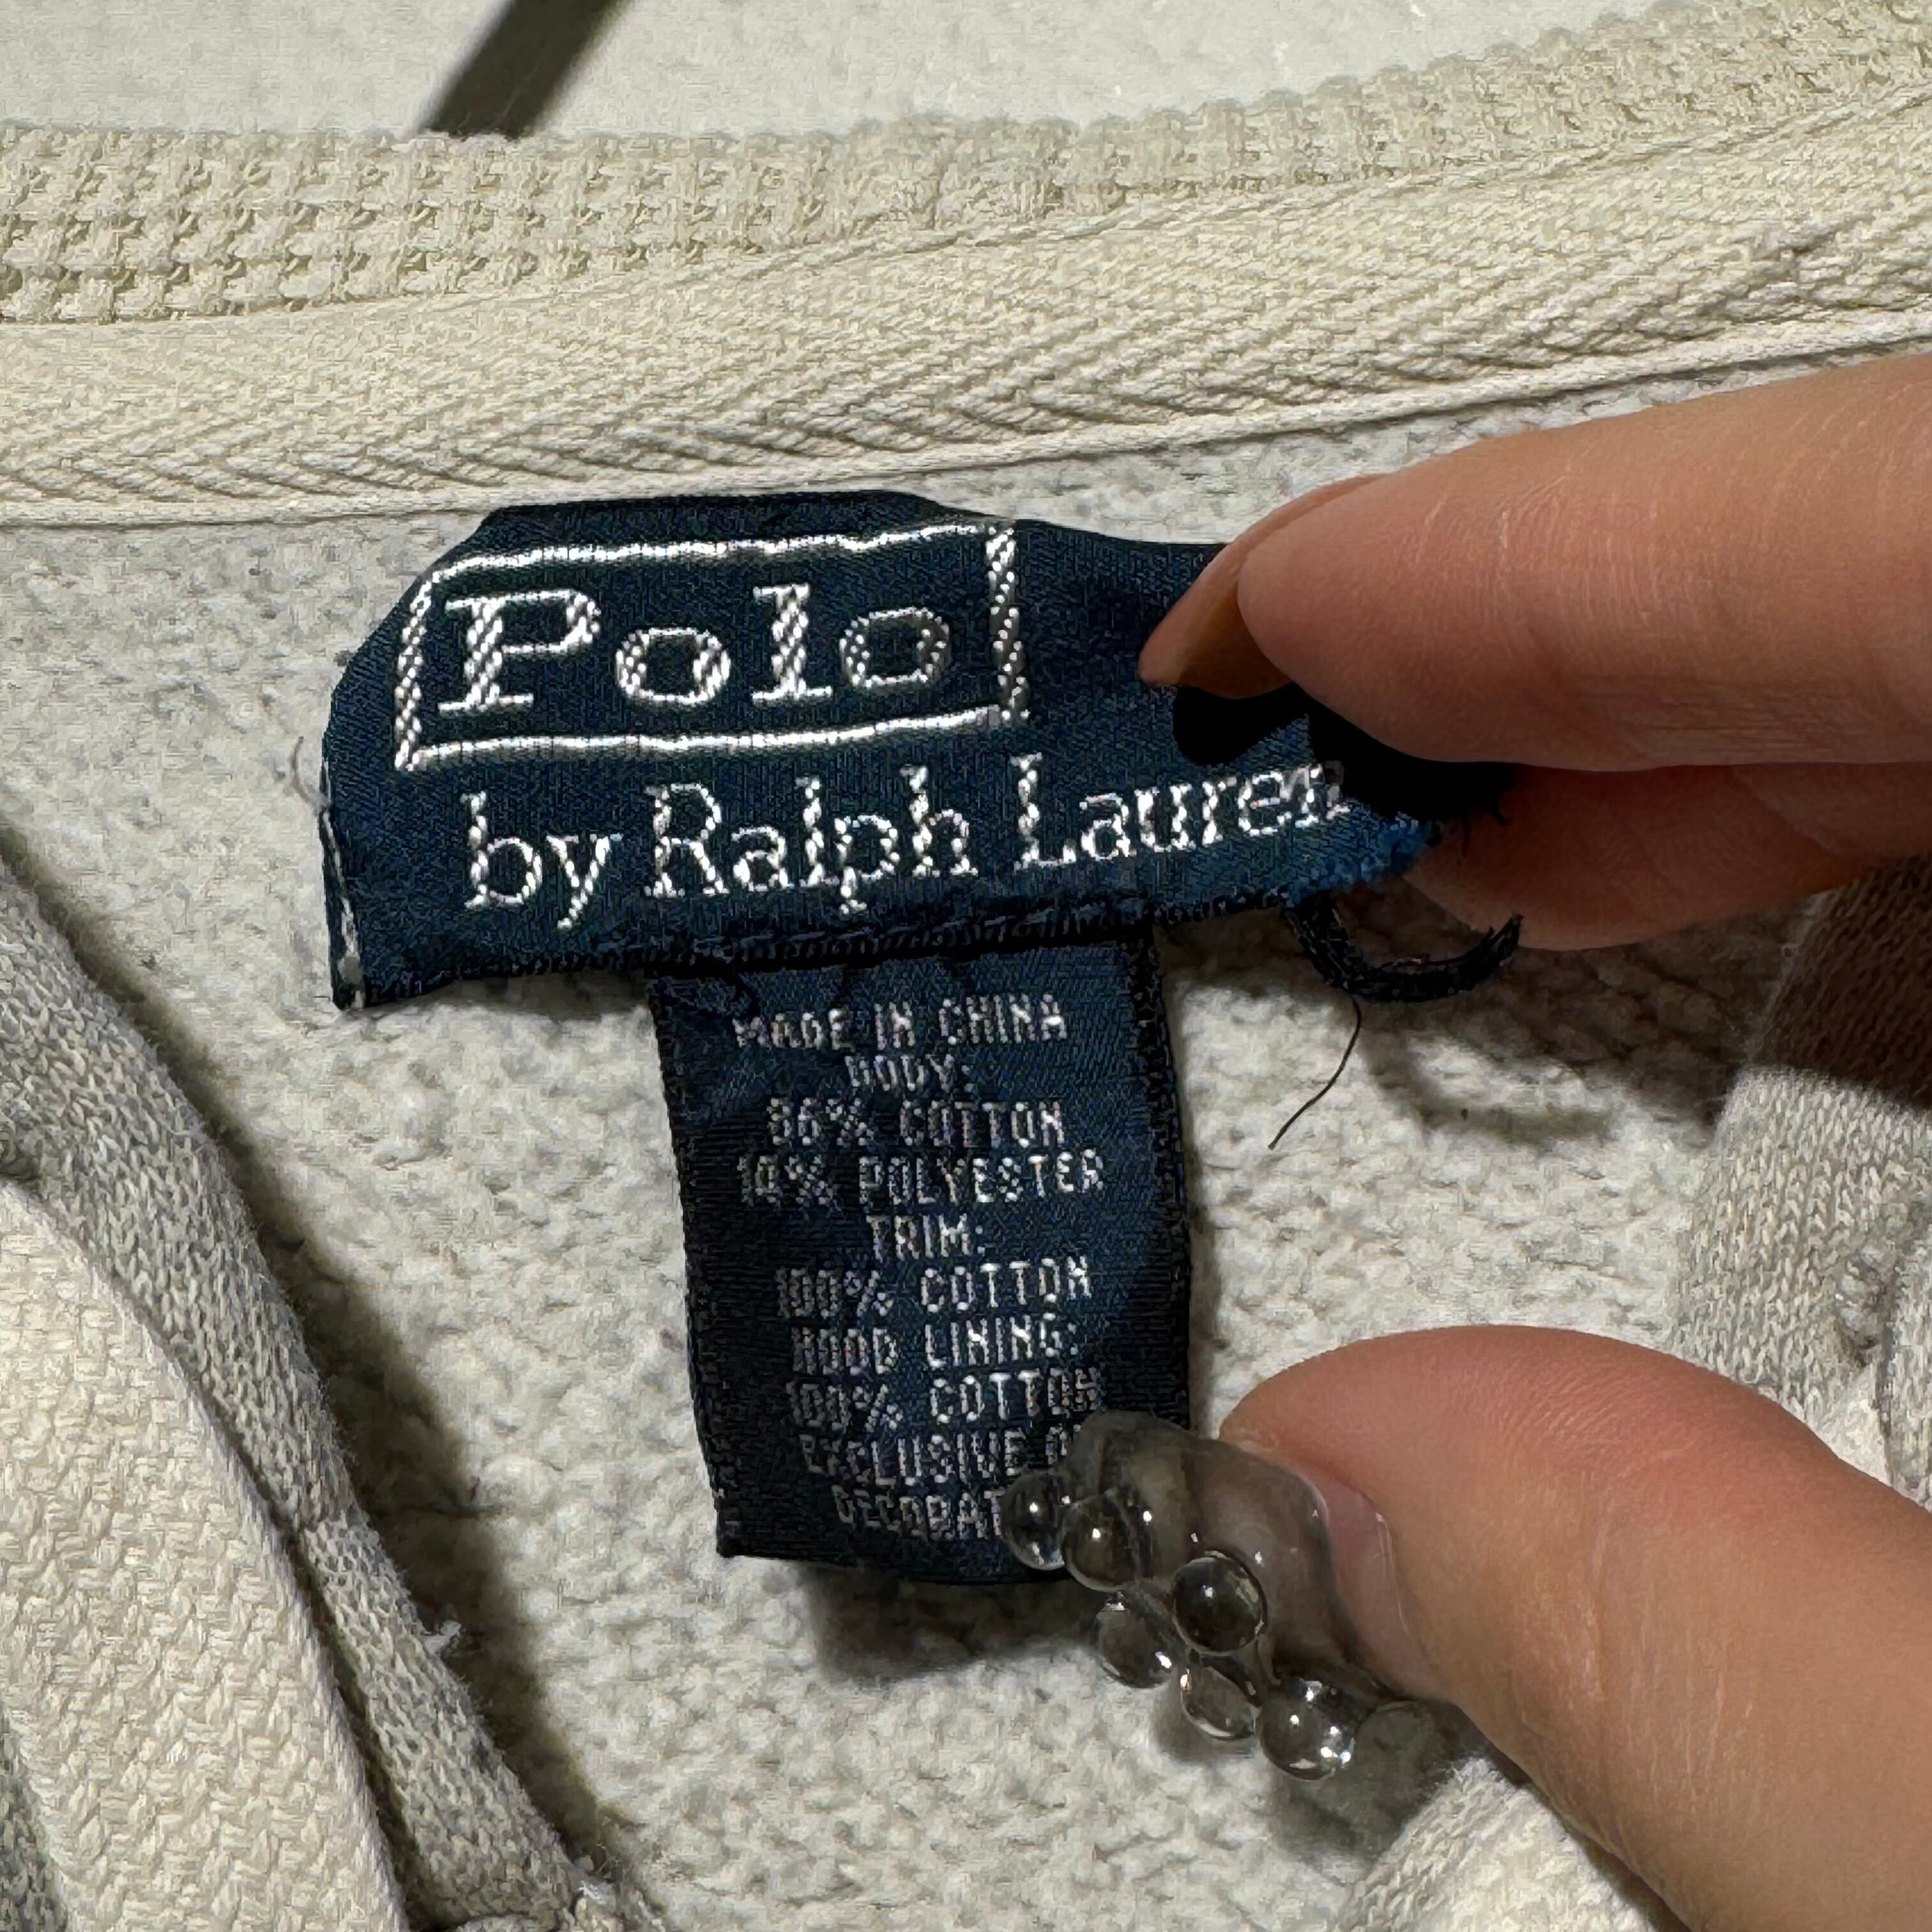 Polo
by Ralph Lauren
MADE IN CHINA
BODY:
86% COTTON
14% POLYESTER
TRIM:
100% COTTON
HOOD LINING:
100% COTTON
EXCLUSIVE